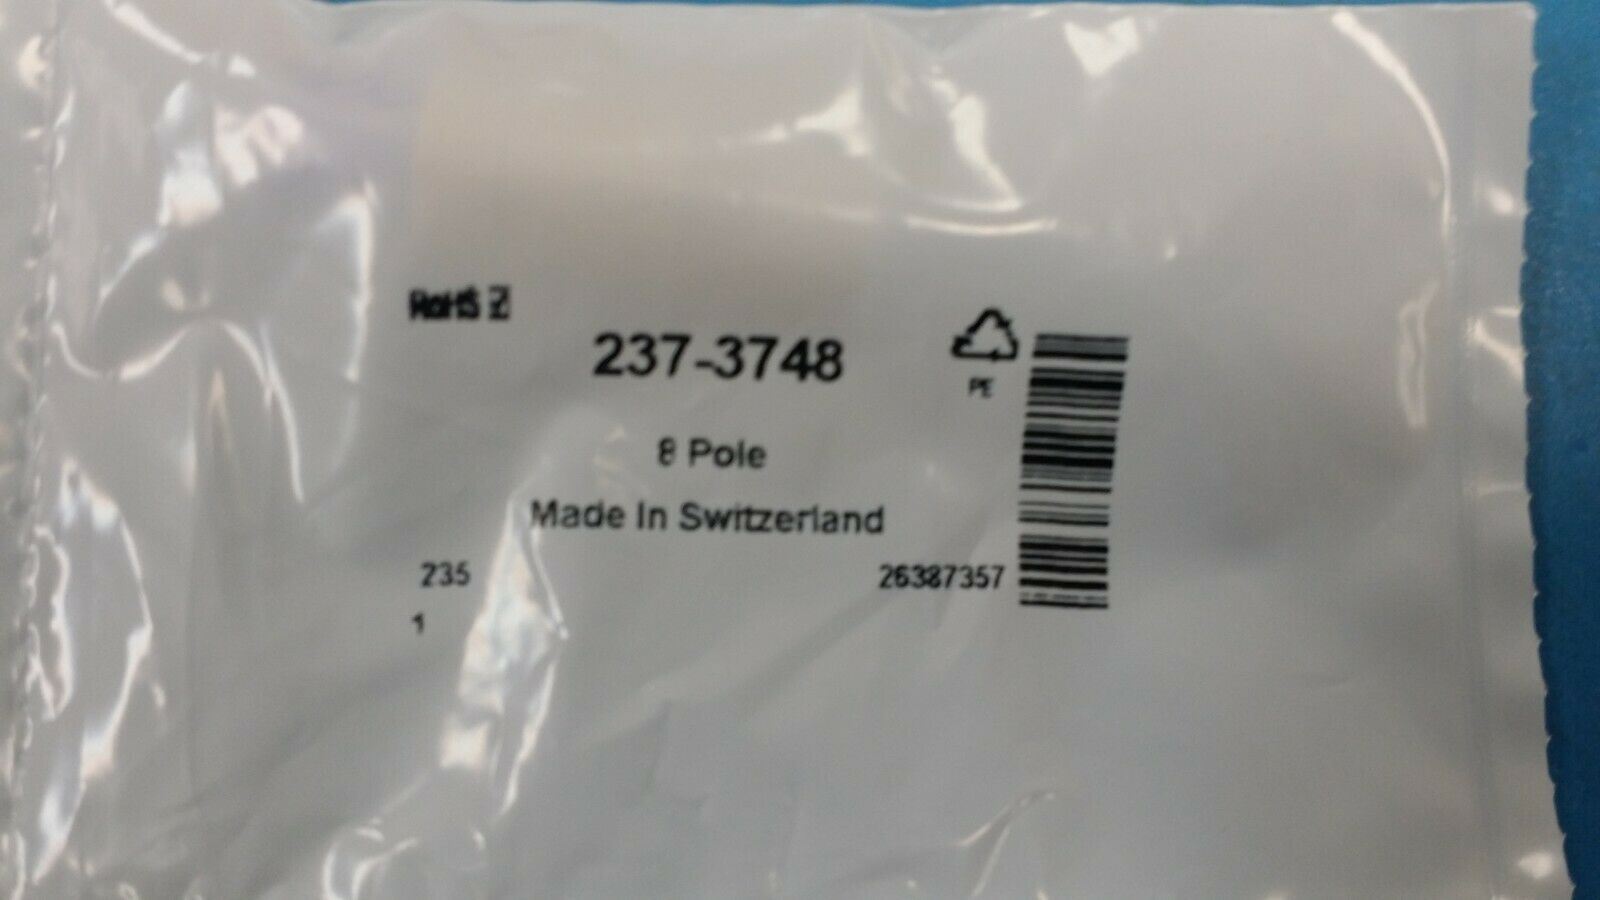 RoHS
237-3748
PE
8 Pole
Made in Switzerland
235
26387357
1